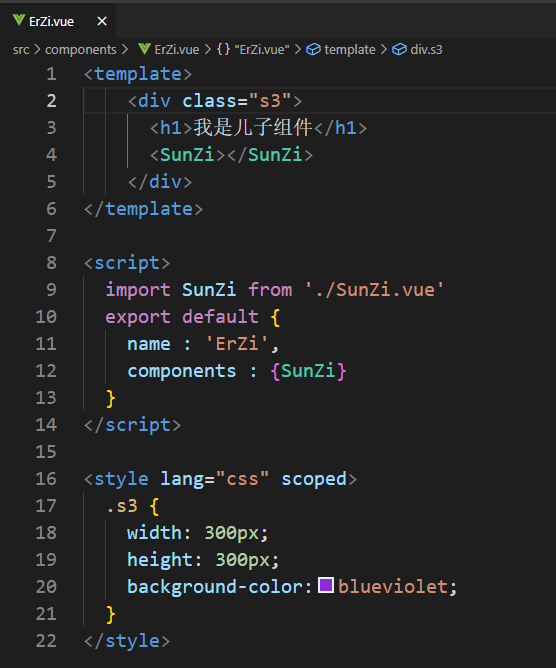 ErZi.vue ×
src > components > ErZi.vue > {} "ErZi.vue" > template > div.s3
1 <template>
2 <div class="s3">
3 <h1>我是儿子组件</h1>
4 <SunZi></SunZi>
5 </div>
6 </template>
7
8 <script>
9 import SunZi from './SunZi.vue'
10 export default {
11 name : 'ErZi',
12 components : {SunZi}
13 }
14 </script>
15
16 <style lang="css" scoped>
17 .s3 {
18 width: 300px;
19 height: 300px;
20 background-color: blueviolet;
21 }
22 </style>